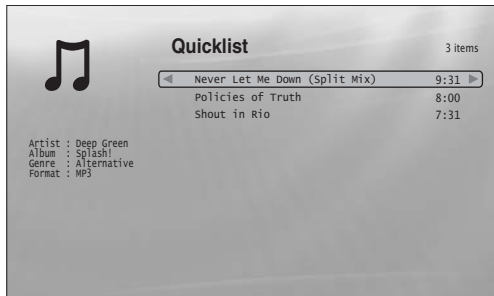 Quicklist
3 items
Never Let Me Down (Split Mix) 9:31
Policies of Truth 8:00
Shout in Rio 7:31
Artist : Deep Green
Album : Splash!
Genre : Alternative
Format : MP3